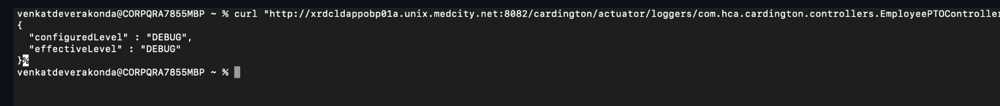 venkatdeverakonda@CORPQRA7855MBP ~ % curl "http://xrdcldappobp01a.unix.medcity.net:8082/cardington/actuator/loggers/com.hca.cardington.controllers.EmployeePTOController
{
  "configuredLevel" : "DEBUG",
  "effectiveLevel" : "DEBUG"
}%
venkatdeverakonda@CORPQRA7855MBP ~ %